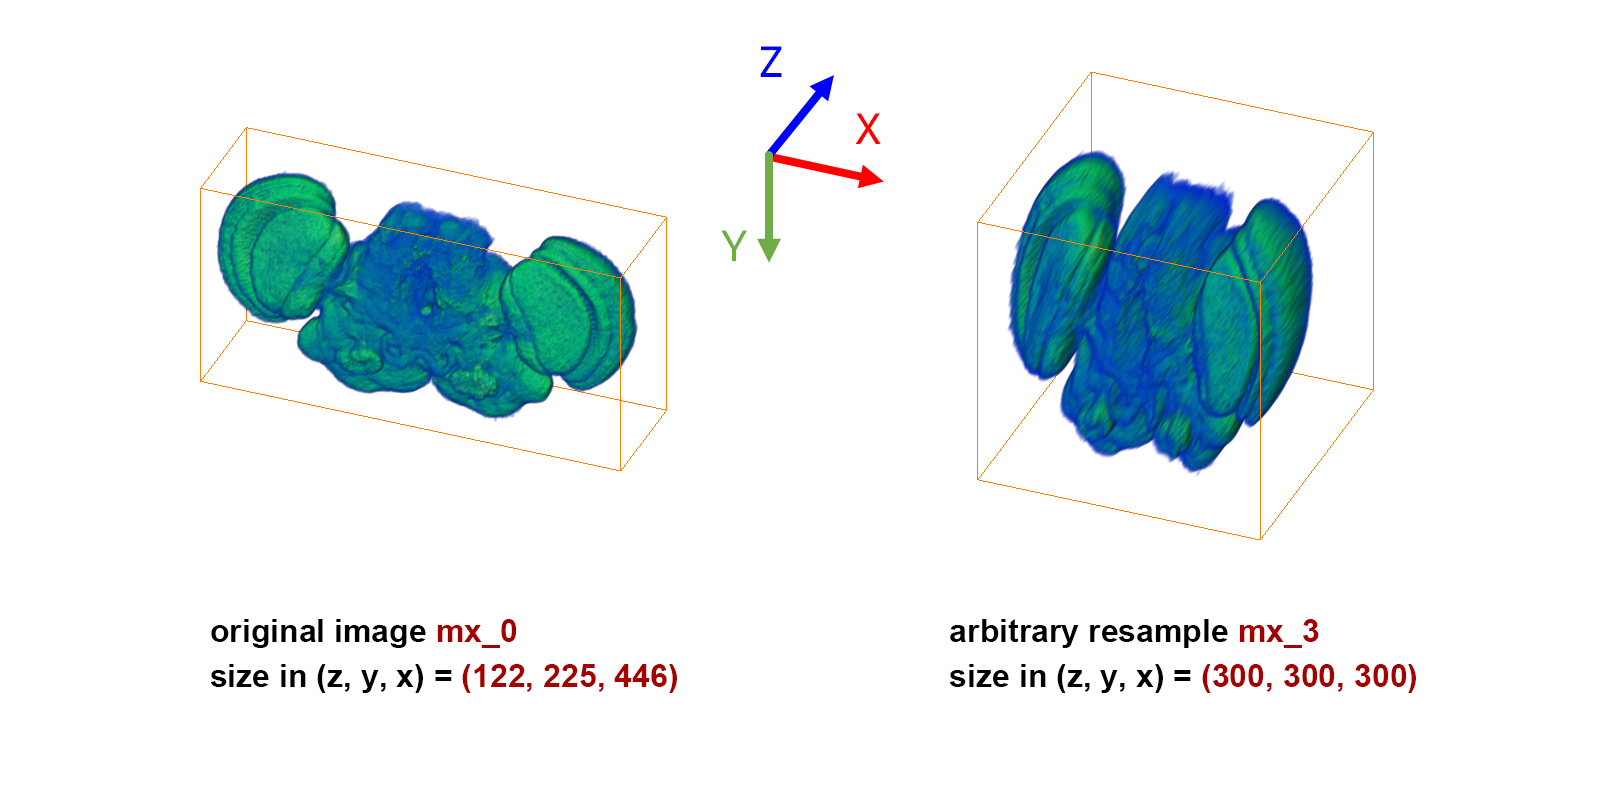 Z
X
Y
original image mx_0
size in (z, y, x) = (122, 225, 446)
arbitrary resample mx_3
size in (z, y, x) = (300, 300, 300)